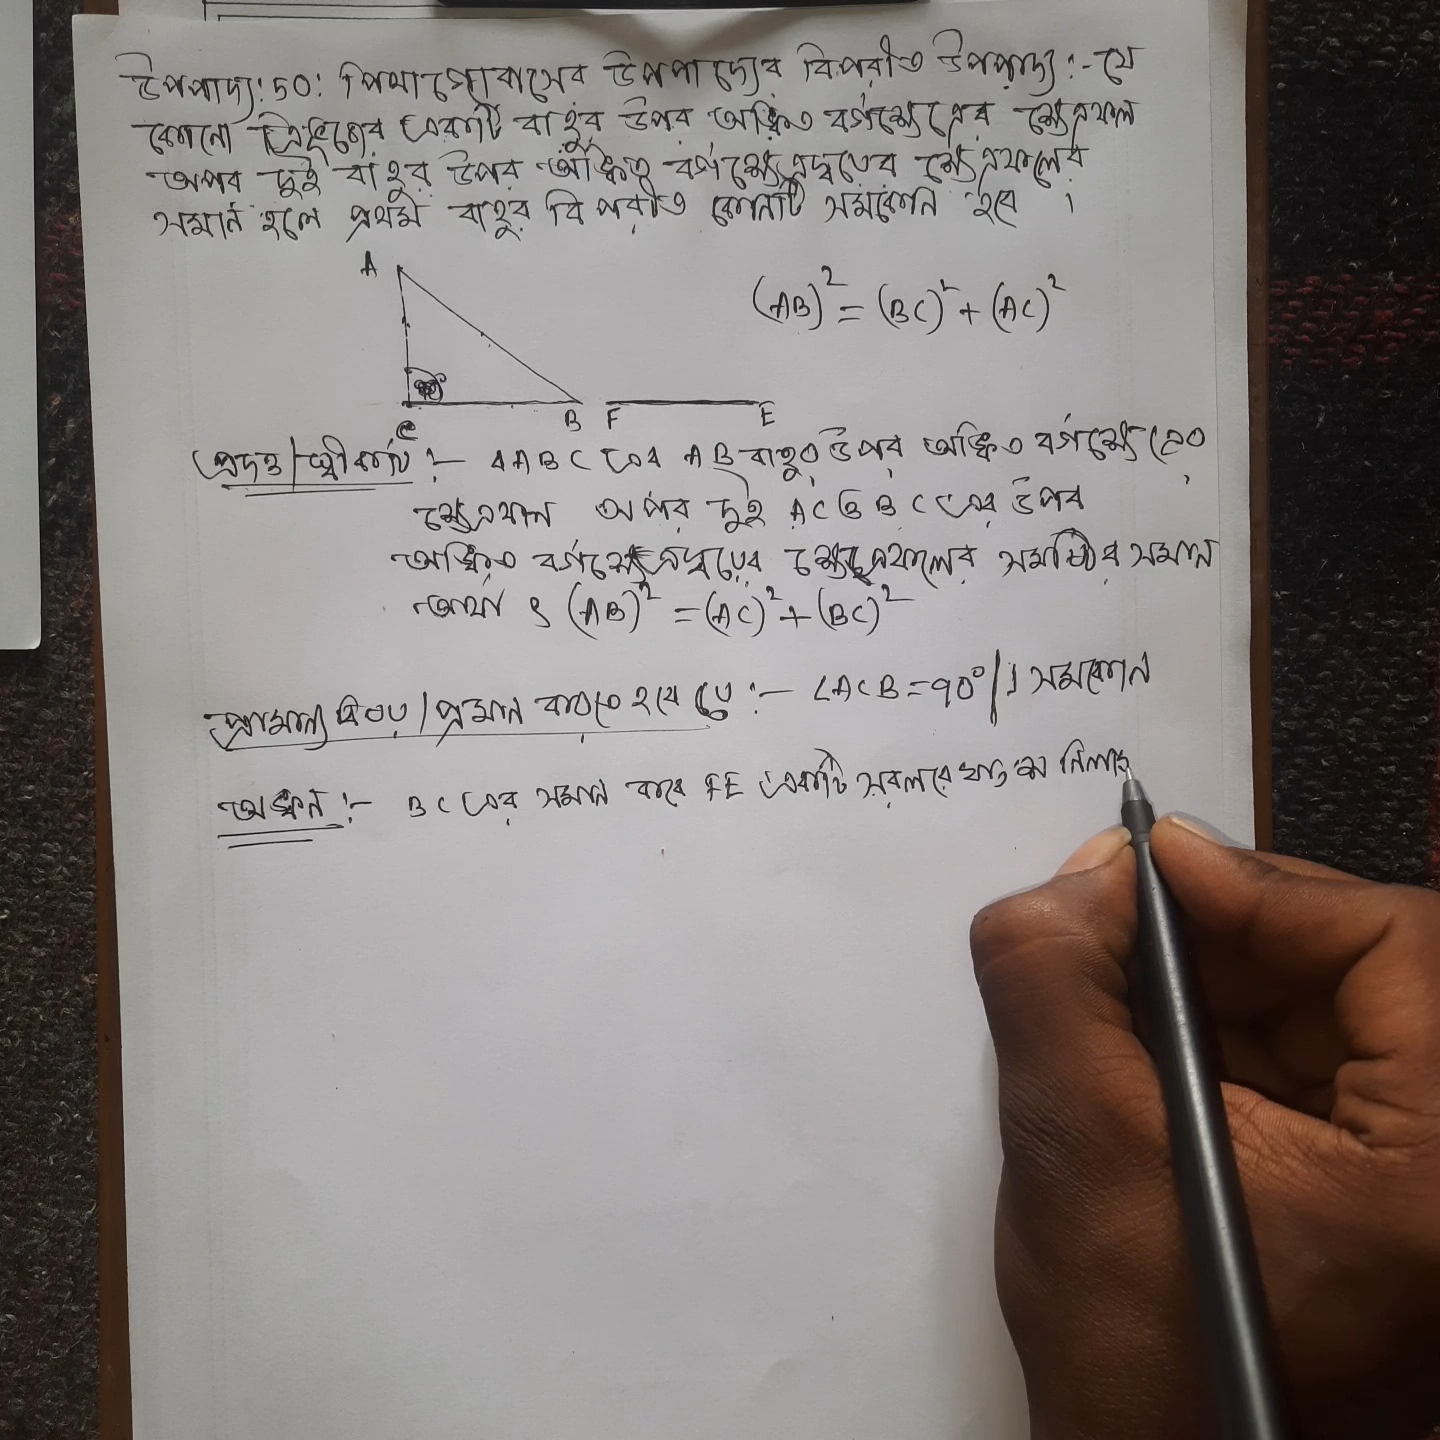 উপপাদ্য: ৫০: পিথাগোরাসের উপপাদ্যের বিপরীত উপপাদ্য:- যে
কোনো ত্রিভুজের একটি বাহুর উপর অঙ্কিত বর্গক্ষেত্রের ক্ষেত্রফল
অপর দুই বাহুর উপর অঙ্কিত বর্গক্ষেত্রদ্বয়ের ক্ষেত্রফলের
সমান হলে প্রথম বাহুর বিপরীত কোনটি সমকোন হবে ।
A
(AB)² = (BC)² + (AC)²
B F E
C
প্রদত্ত/স্বীকার্য :- ΔABC এর AB বাহুর উপর অঙ্কিত বর্গক্ষেত্রের
ক্ষেত্রফল অপর দুই AC ও BC এর উপর
অঙ্কিত বর্গক্ষেত্রদ্বয়ের ক্ষেত্রফলের সমষ্টির সমান
অর্থাৎ (AB)² = (AC)² + (BC)²
প্রামান্য বিষয়/প্রমান করতে হবে যে :- ∠ACB = 90°/1 সমকোন
অঙ্কন :- BC এর সমান করে FE একটি সরলরেখাংশ নিলাম